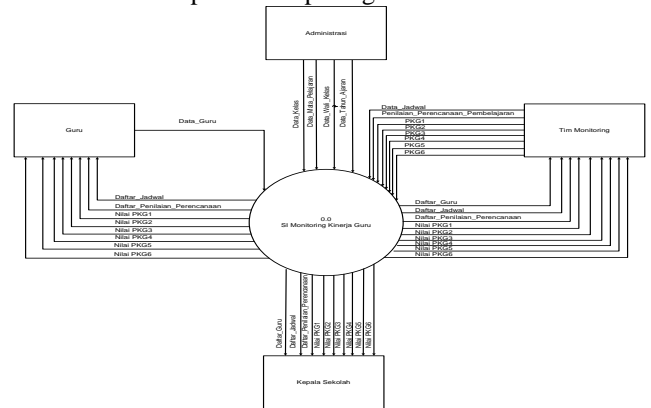 Administrasi
Data_Kelas
Data_Mata_Pelajaran
Data_Wali_Kelas
Data_Tahun_Ajaran
Guru
Data_Guru
Data_Jadwal
Penilaian_Perencanaan_Pembelajaran
PKG1
PKG2
PKG3
PKG4
PKG5
PKG6
Tim Monitoring
Daftar_Jadwal
Daftar_Penilaian_Perencanaan
Nilai PKG1
Nilai PKG2
Nilai PKG3
Nilai PKG4
Nilai PKG5
Nilai PKG6
0.0
SI Monitoring Kinerja Guru
Daftar_Guru
Daftar_Jadwal
Daftar_Penilaian_Perencanaan
Nilai PKG1
Nilai PKG2
Nilai PKG3
Nilai PKG4
Nilai PKG5
Nilai PKG6
Daftar_Guru
Daftar_Jadwal
Daftar_Penilaian_Perencanaan
Nilai PKG1
Nilai PKG2
Nilai PKG3
Nilai PKG4
Nilai PKG5
Nilai PKG6
Kepala Sekolah